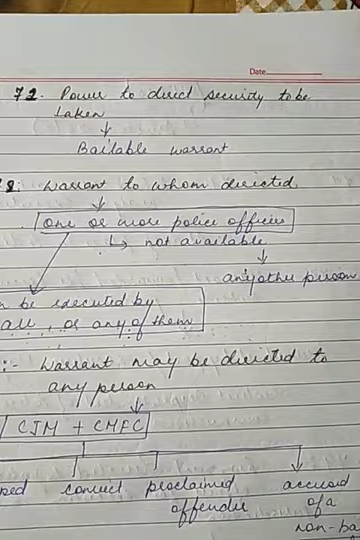 Date
72. Power to direct security to be
taken
Bailable warrant
Warrant to whom directed
One or more police officer
not available
any other person
be executed by
all, or any of them
:- Warrant may be directed to
any person
CJM + CMFC
convict proclaimed accused
offender of a
non-ba